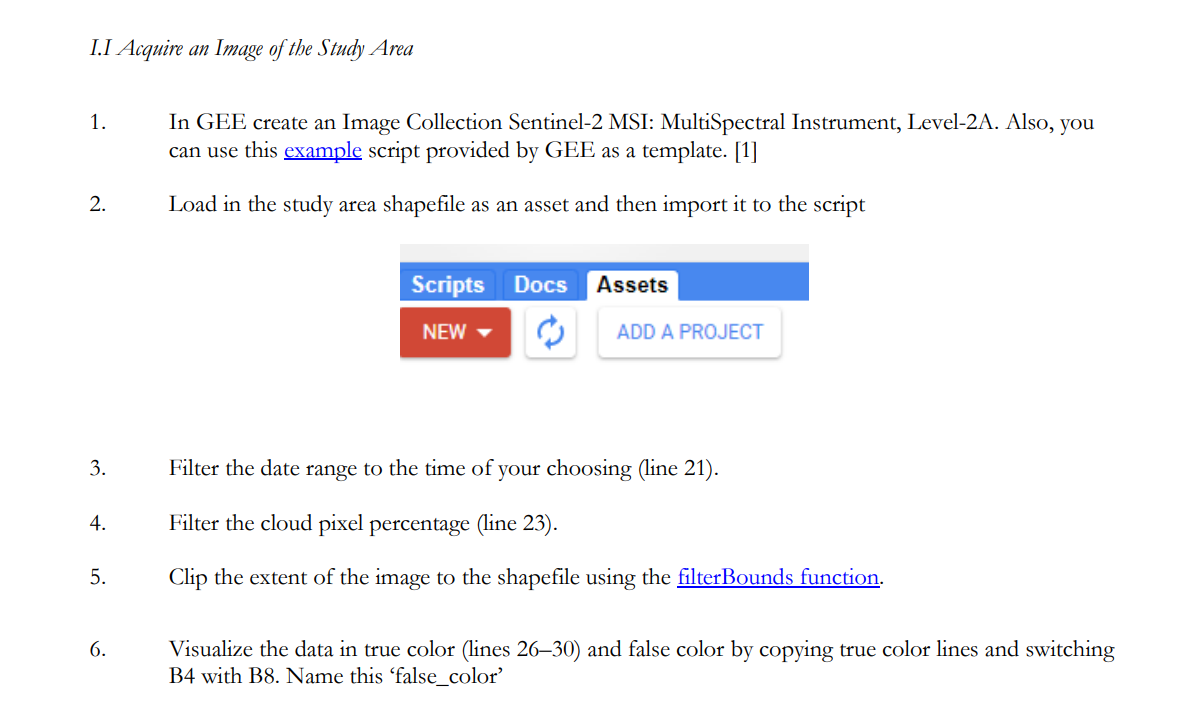 I.I Acquire an Image of the Study Area
1. In GEE create an Image Collection Sentinel-2 MSI: MultiSpectral Instrument, Level-2A. Also, you
can use this example script provided by GEE as a template. [1]
2. Load in the study area shapefile as an asset and then import it to the script
Scripts Docs Assets
NEW ADD A PROJECT
3. Filter the date range to the time of your choosing (line 21).
4. Filter the cloud pixel percentage (line 23).
5. Clip the extent of the image to the shapefile using the filterBounds function.
6. Visualize the data in true color (lines 26–30) and false color by copying true color lines and switching
B4 with B8. Name this ‘false_color’